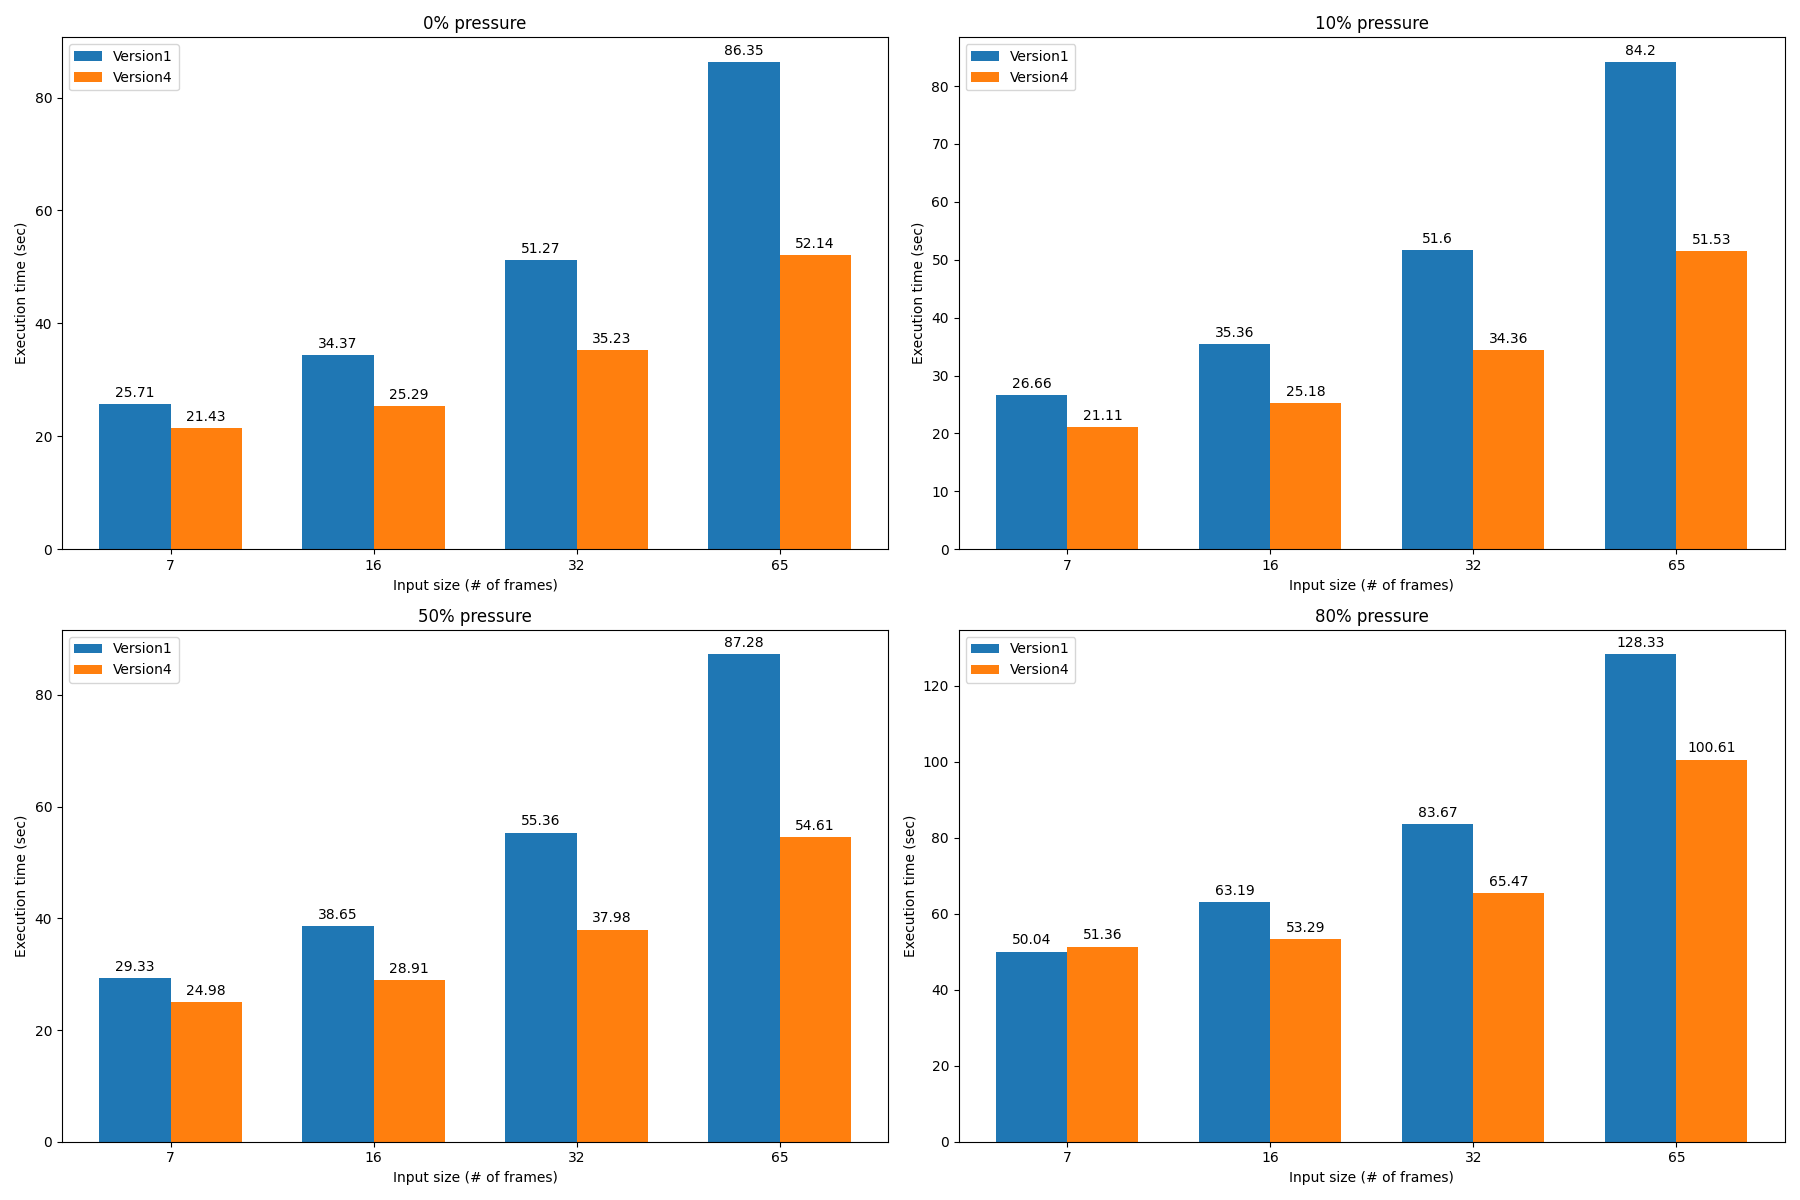 0% pressure
Version1
Version4
86.35
80
60
52.14
51.27
40
35.23
34.37
25.71
25.29
21.43
20
0
7 16 32 65
Execution time (sec)
Input size (# of frames)
10% pressure
Version1
Version4
84.2
80
70
60
51.6
51.53
50
40
35.36
34.36
30
26.66
25.18
21.11
20
10
0
7 16 32 65
Execution time (sec)
Input size (# of frames)
50% pressure
Version1
Version4
87.28
80
60
55.36
54.61
40
38.65
37.98
29.33
28.91
24.98
20
0
7 16 32 65
Execution time (sec)
Input size (# of frames)
80% pressure
Version1
Version4
128.33
120
100.61
100
83.67
80
65.47
63.19
60
53.29
51.36
50.04
40
20
0
7 16 32 65
Execution time (sec)
Input size (# of frames)